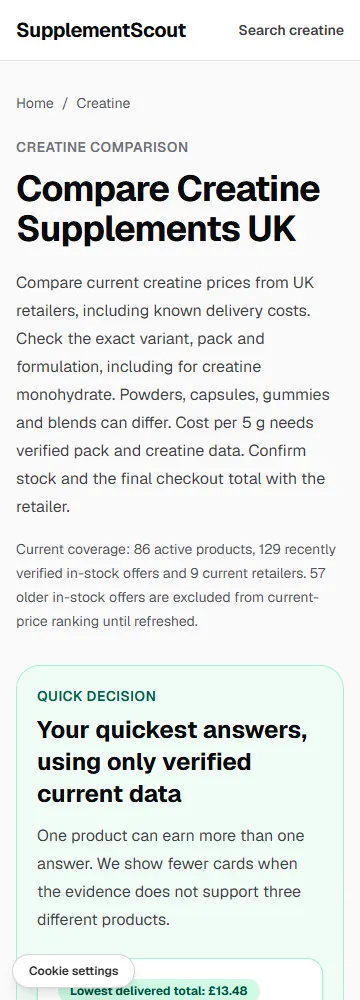 SupplementScout
Search creatine
Home / Creatine
CREATINE COMPARISON
Compare Creatine
Supplements UK
Compare current creatine prices from UK
retailers, including known delivery costs.
Check the exact variant, pack and
formulation, including for creatine
monohydrate. Powders, capsules, gummies
and blends can differ. Cost per 5 g needs
verified pack and creatine data. Confirm
stock and the final checkout total with the
retailer.
Current coverage: 86 active products, 129 recently
verified in-stock offers and 9 current retailers. 57
older in-stock offers are excluded from current-
price ranking until refreshed.
QUICK DECISION
Your quickest answers,
using only verified
current data
One product can earn more than one
answer. We show fewer cards when
the evidence does not support three
different products.
Cookie settings
Lowest delivered total: £13.48